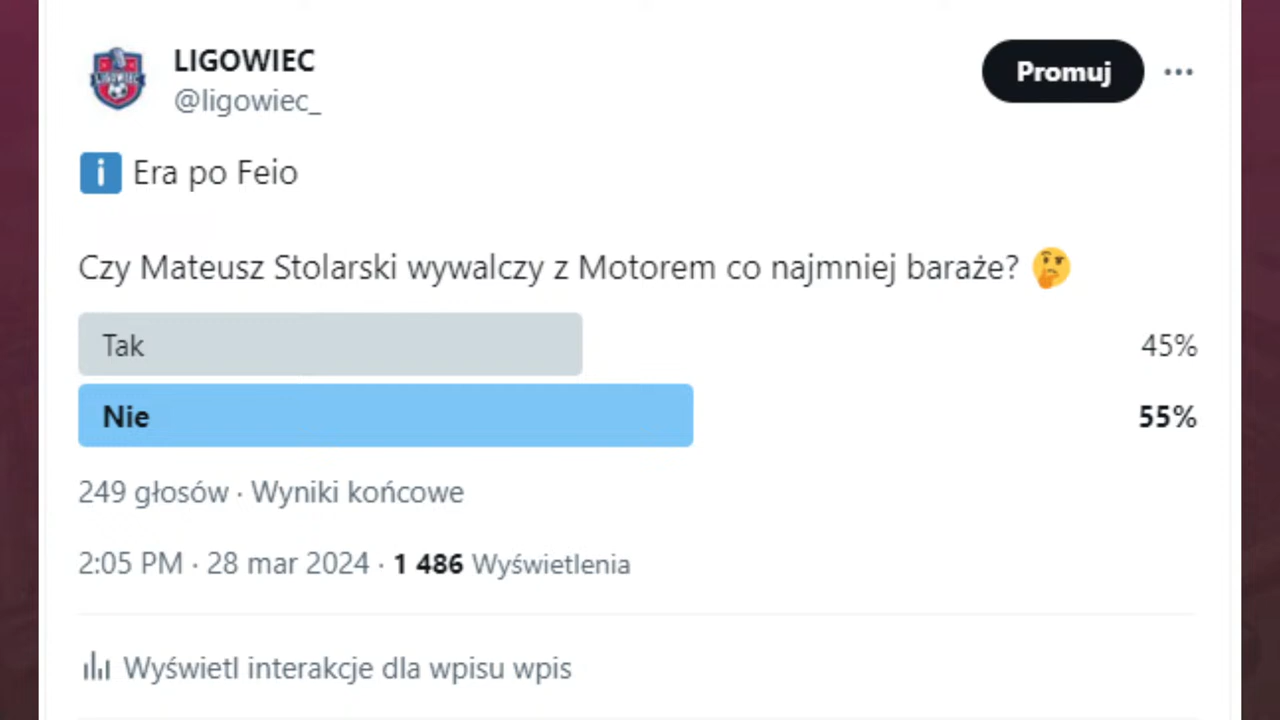 LIGOWIEC
@ligowiec_
Promuj
i Era po Feio
Czy Mateusz Stolarski wywalczy z Motorem co najmniej baraże? 🤔
Tak 45%
Nie 55%
249 głosów · Wyniki końcowe
2:05 PM · 28 mar 2024 · 1 486 Wyświetlenia
Wyświetl interakcje dla wpisu wpis